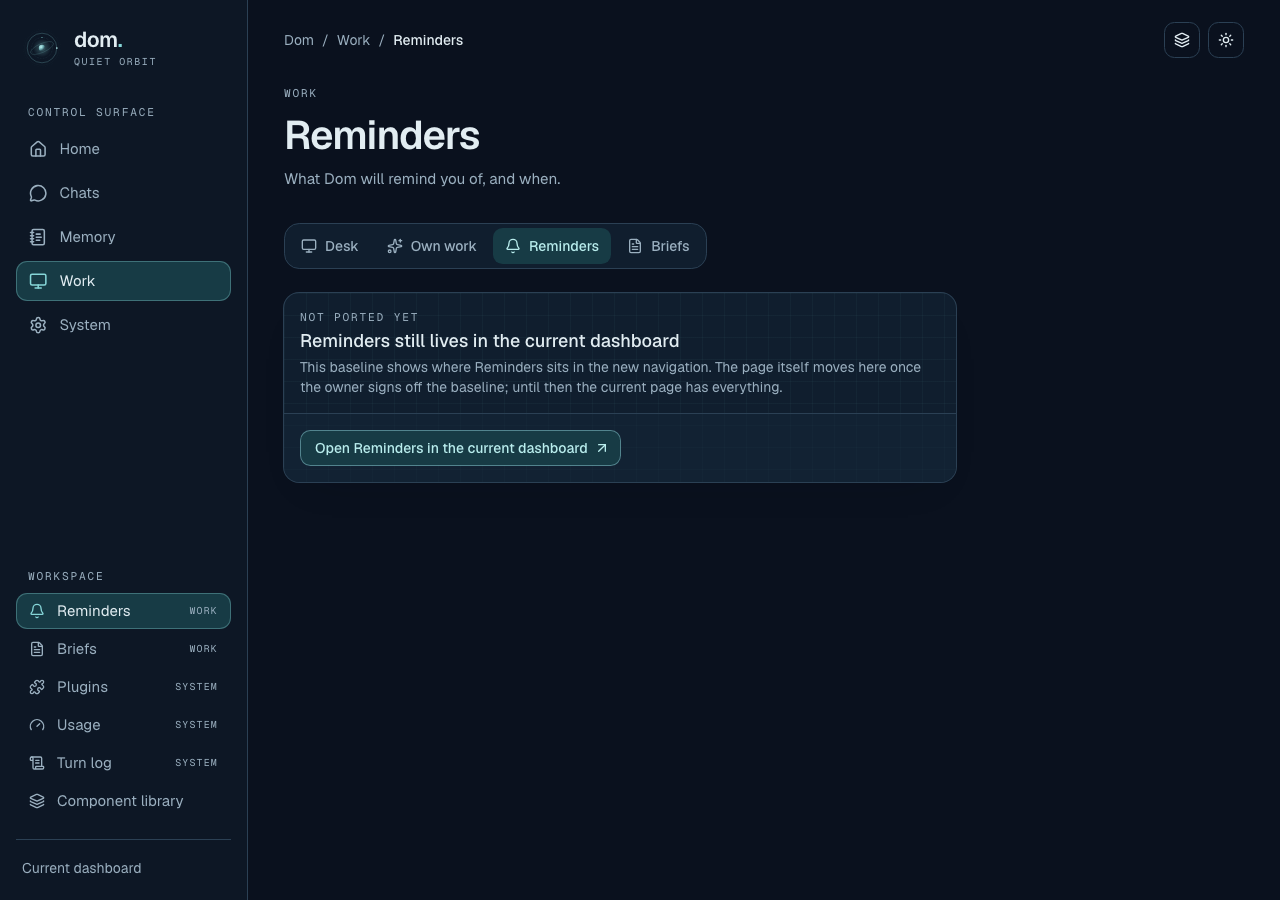 dom.
QUIET ORBIT
CONTROL SURFACE
Home
Chats
Memory
Work
System
WORKSPACE
Reminders WORK
Briefs WORK
Plugins SYSTEM
Usage SYSTEM
Turn log SYSTEM
Component library
Current dashboard
Dom / Work / Reminders
WORK
Reminders
What Dom will remind you of, and when.
Desk Own work Reminders Briefs
NOT PORTED YET
Reminders still lives in the current dashboard
This baseline shows where Reminders sits in the new navigation. The page itself moves here once
the owner signs off the baseline; until then the current page has everything.
Open Reminders in the current dashboard